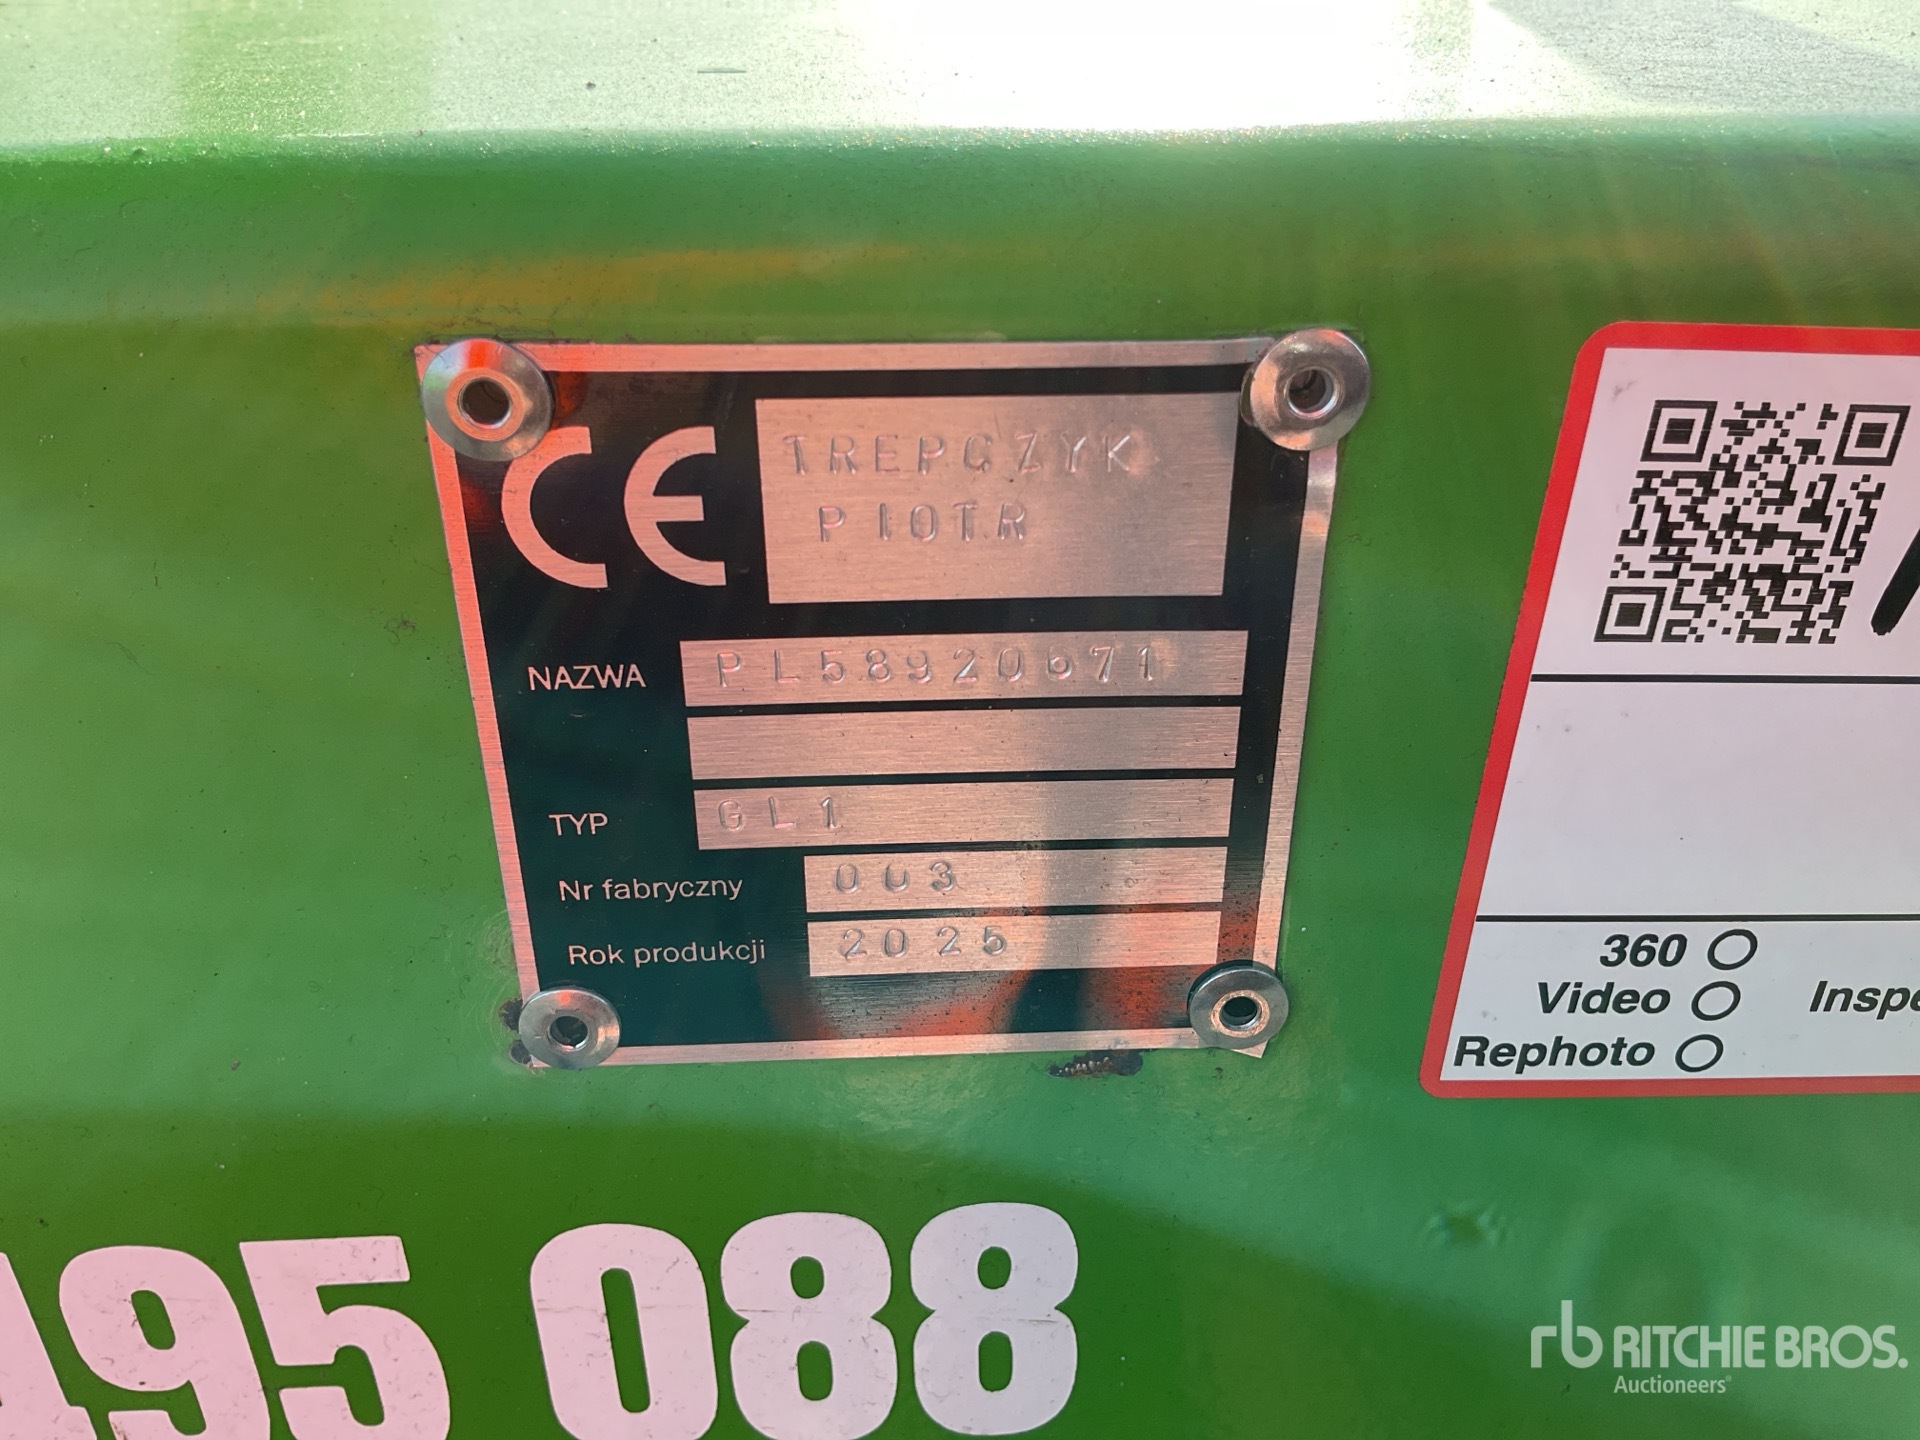 CE
TREPCZYK
PIOTR
NAZWA PL58920671
TYP GL1
Nr fabryczny 003
Rok produkcji 2025
360
Video
Rephoto
495 088
rb RITCHIE BROS.
Auctioneers